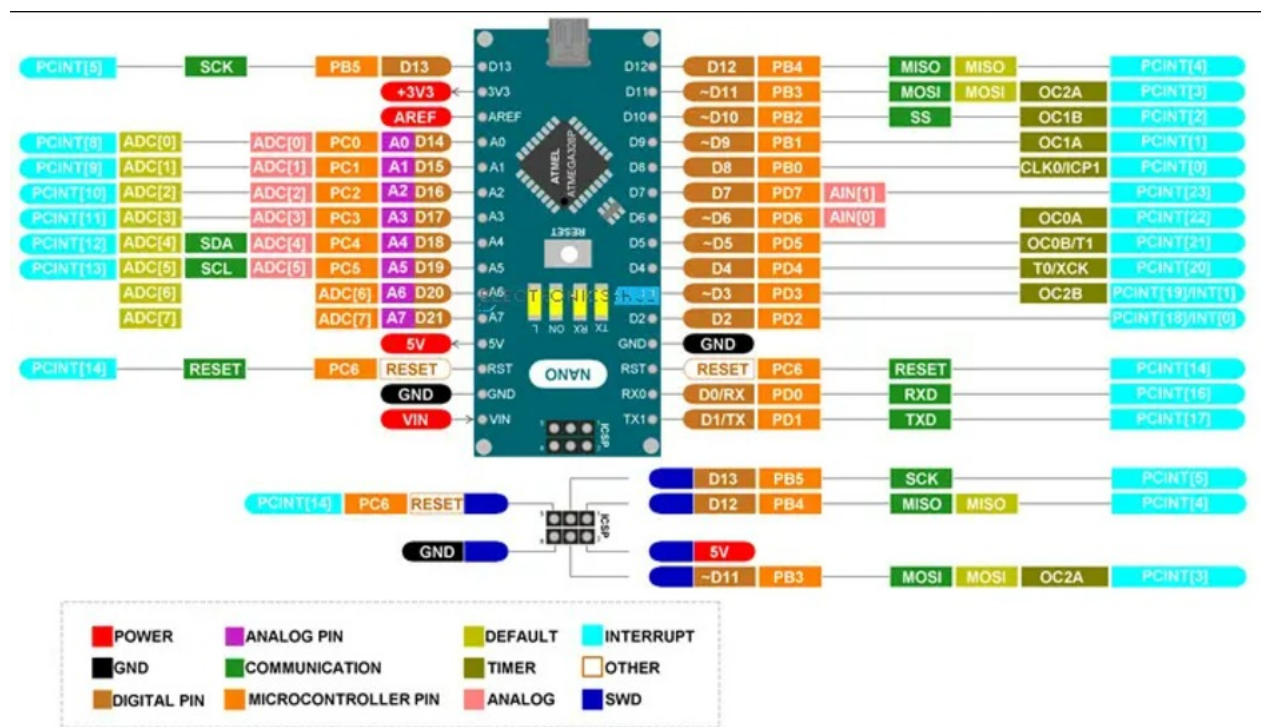 PCINT[5] SCK PB5 D13 D13 D12 D12 PB4 MISO MISO PCINT[4]
+3V3 3V3 D11 ~D11 PB3 MOSI MOSI OC2A PCINT[3]
AREF AREF D10 ~D10 PB2 SS OC1B PCINT[2]
PCINT[8] ADC[0] ADC[0] PC0 A0 D14 A0 D9 ~D9 PB1 OC1A PCINT[1]
PCINT[9] ADC[1] ADC[1] PC1 A1 D15 A1 D8 D8 PB0 CLK0/ICP1 PCINT[0]
ATMEL
ATMEGA328P
PCINT[10] ADC[2] ADC[2] PC2 A2 D16 A2 D7 D7 PD7 AIN[1] PCINT[23]
PCINT[11] ADC[3] ADC[3] PC3 A3 D17 A3 D6 ~D6 PD6 AIN[0] OC0A PCINT[22]
RESET
PCINT[12] ADC[4] SDA ADC[4] PC4 A4 D18 A4 D5 ~D5 PD5 OC0B/T1 PCINT[21]
PCINT[13] ADC[5] SCL ADC[5] PC5 A5 D19 A5 D4 D4 PD4 T0/XCK PCINT[20]
ADC[6] ADC[6] A6 D20 A6 ~D3 PD3 OC2B PCINT[19]/INT[1]
ADC[7] ADC[7] A7 D21 A7 D2 D2 PD2 PCINT[18]/INT[0]
L ON RX TX
5V 5V GND GND
PCINT[14] RESET PC6 RESET RST RST RESET PC6 RESET PCINT[14]
NANO
GND GND RX0 D0/RX PD0 RXD PCINT[16]
VIN VIN TX1 D1/TX PD1 TXD PCINT[17]
ICSP
D13 PB5 SCK PCINT[5]
PCINT[14] PC6 RESET D12 PB4 MISO MISO PCINT[4]
ICSP
GND 5V
~D11 PB3 MOSI MOSI OC2A PCINT[3]
POWER ANALOG PIN DEFAULT INTERRUPT
GND COMMUNICATION TIMER OTHER
DIGITAL PIN MICROCONTROLLER PIN ANALOG SWD